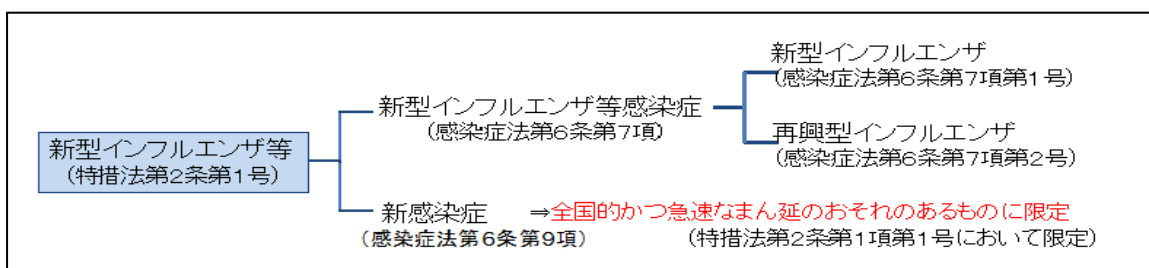 新型インフルエンザ
(感染症法第6条第7項第1号)
新型インフルエンザ等感染症
(感染症法第6条第7項)
再興型インフルエンザ
(感染症法第6条第7項第2号)
新型インフルエンザ等
(特措法第2条第1号)
新感染症 ⇒全国的かつ急速なまん延のおそれのあるものに限定
(感染症法第6条第9項) (特措法第2条第1項第1号において限定)